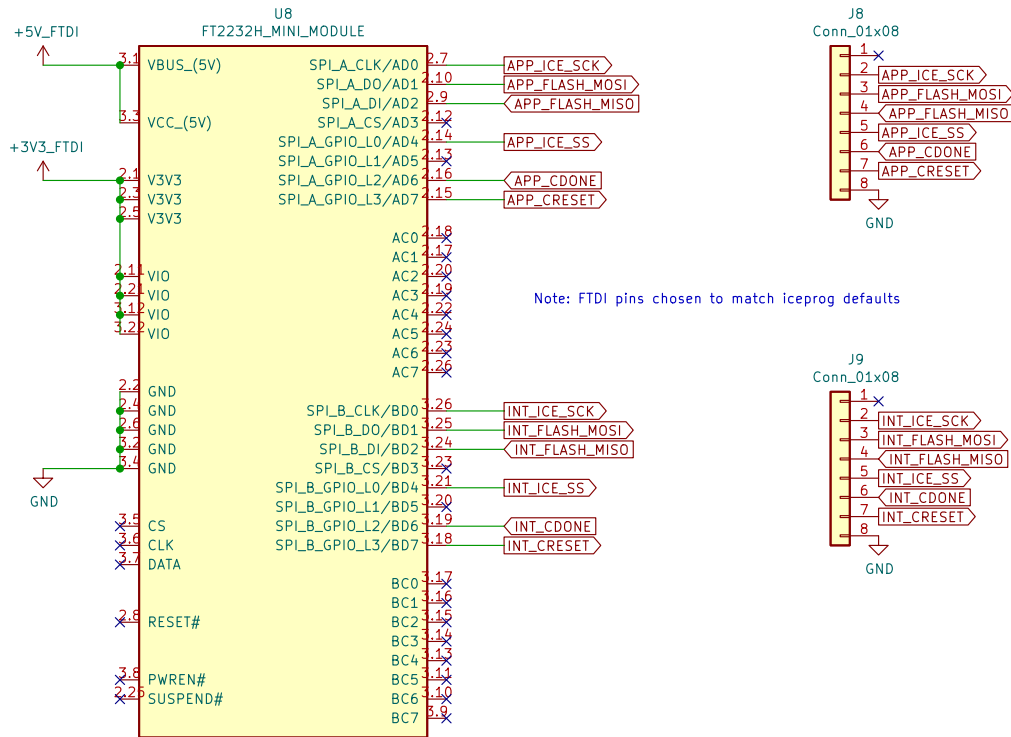 U8
FT2232H_MINI_MODULE
+5V_FTDI
3.1 VBUS_(5V)
3.3 VCC_(5V)
+3V3_FTDI
2.1 V3V3
2.3 V3V3
2.5 V3V3
2.11 VIO
2.21 VIO
3.12 VIO
3.22 VIO
2.2 GND
2.4 GND
2.6 GND
3.2 GND
3.4 GND
GND
3.5 CS
3.6 CLK
3.7 DATA
2.8 RESET#
3.8 PWREN#
2.25 SUSPEND#
SPI_A_CLK/AD0 2.7 APP_ICE_SCK
SPI_A_DO/AD1 2.10 APP_FLASH_MOSI
SPI_A_DI/AD2 2.9 APP_FLASH_MISO
SPI_A_CS/AD3 2.12
SPI_A_GPIO_L0/AD4 2.14 APP_ICE_SS
SPI_A_GPIO_L1/AD5 2.13
SPI_A_GPIO_L2/AD6 2.16 APP_CDONE
SPI_A_GPIO_L3/AD7 2.15 APP_CRESET
AC0 2.18
AC1 2.17
AC2 2.20
AC3 2.19
AC4 2.22
AC5 2.24
AC6 2.23
AC7 2.26
SPI_B_CLK/BD0 3.26 INT_ICE_SCK
SPI_B_DO/BD1 3.25 INT_FLASH_MOSI
SPI_B_DI/BD2 3.24 INT_FLASH_MISO
SPI_B_CS/BD3 3.23
SPI_B_GPIO_L0/BD4 3.21 INT_ICE_SS
SPI_B_GPIO_L1/BD5 3.20
SPI_B_GPIO_L2/BD6 3.19 INT_CDONE
SPI_B_GPIO_L3/BD7 3.18 INT_CRESET
BC0 3.17
BC1 3.16
BC2 3.15
BC3 3.14
BC4 3.13
BC5 3.11
BC6 3.10
BC7 3.9
J8
Conn_01x08
1
2 APP_ICE_SCK
3 APP_FLASH_MOSI
4 APP_FLASH_MISO
5 APP_ICE_SS
6 APP_CDONE
7 APP_CRESET
8
GND
Note: FTDI pins chosen to match iceprog defaults
J9
Conn_01x08
1
2 INT_ICE_SCK
3 INT_FLASH_MOSI
4 INT_FLASH_MISO
5 INT_ICE_SS
6 INT_CDONE
7 INT_CRESET
8
GND